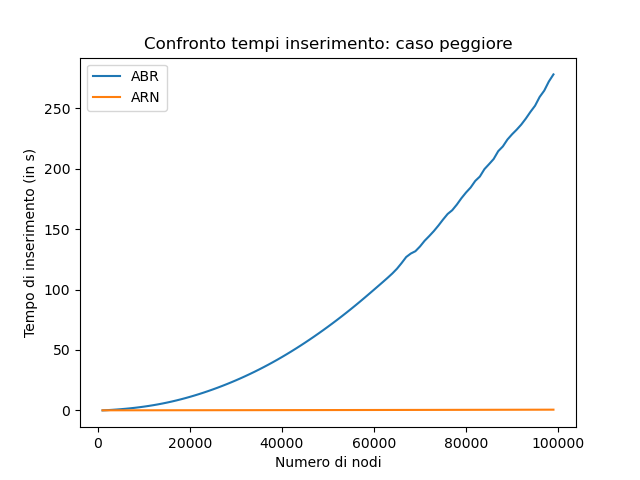 Confronto tempi inserimento: caso peggiore
ABR
ARN
Tempo di inserimento (in s)
250
200
150
100
50
0
0 20000 40000 60000 80000 100000
Numero di nodi